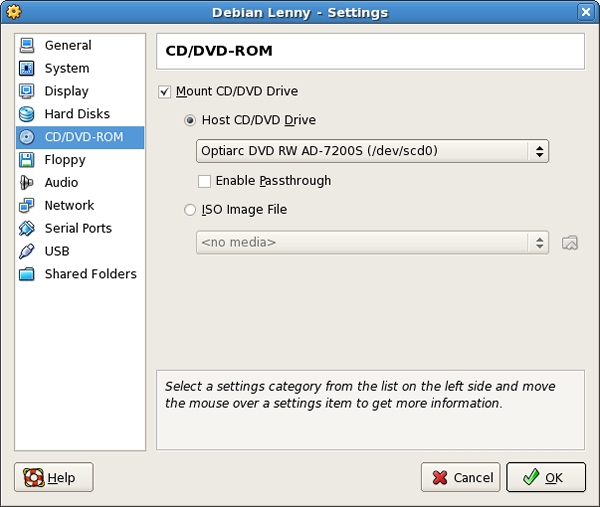 Debian Lenny - Settings
General
System
Display
Hard Disks
CD/DVD-ROM
Floppy
Audio
Network
Serial Ports
USB
Shared Folders
CD/DVD-ROM
Mount CD/DVD Drive
Host CD/DVD Drive
Optiarc DVD RW AD-7200S (/dev/scd0)
Enable Passthrough
ISO Image File
<no media>
Select a settings category from the list on the left side and move
the mouse over a settings item to get more information.
Help
Cancel
OK